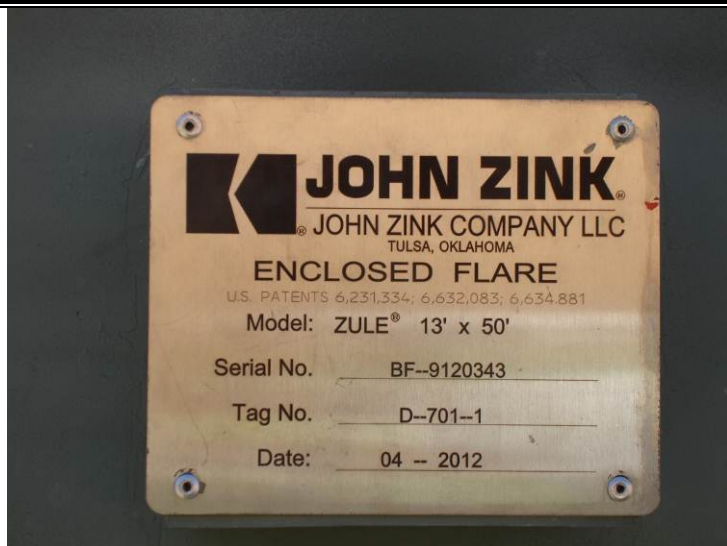 JOHN ZINK®
® JOHN ZINK COMPANY LLC
TULSA, OKLAHOMA
ENCLOSED FLARE
U.S. PATENTS 6,231,334; 6,632,083; 6,634.881
Model: ZULE® 13' x 50'
Serial No. BF--9120343
Tag No. D--701--1
Date: 04 -- 2012